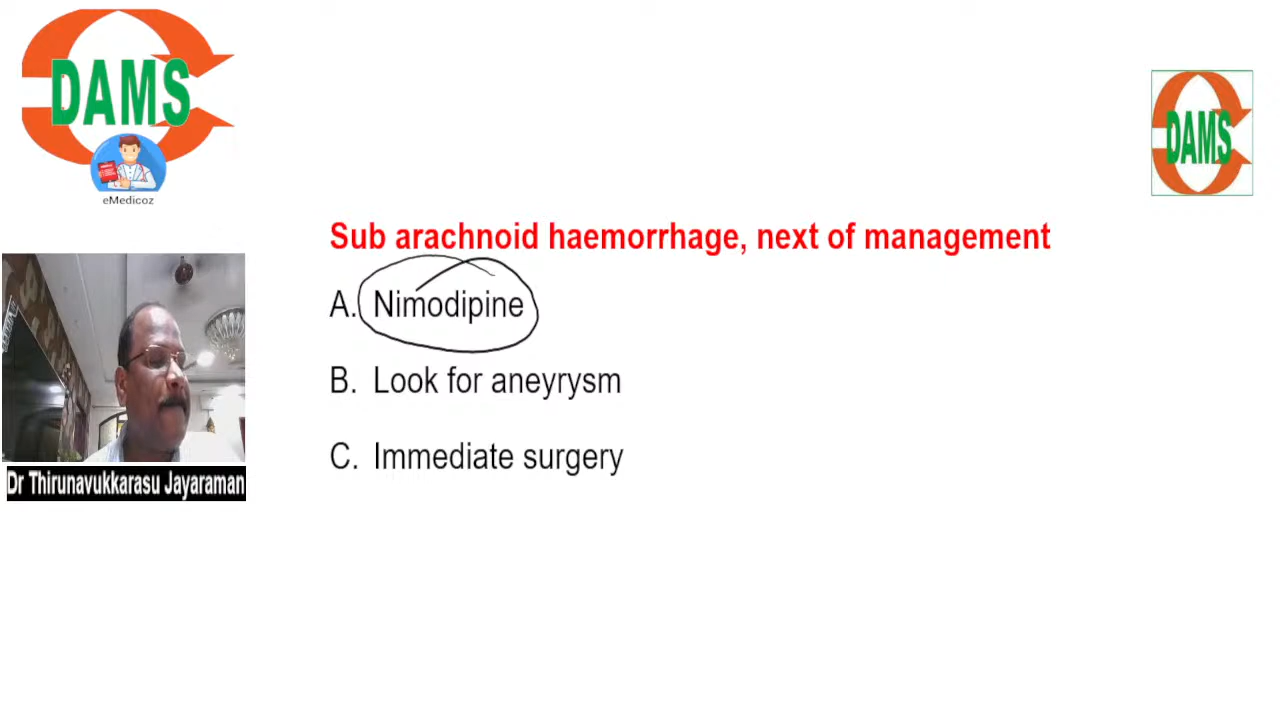 DAMS
eMedicoz
DAMS
Sub arachnoid haemorrhage, next of management
A. Nimodipine
B. Look for aneyrysm
C. Immediate surgery
Dr Thirunavukkarasu Jayaraman